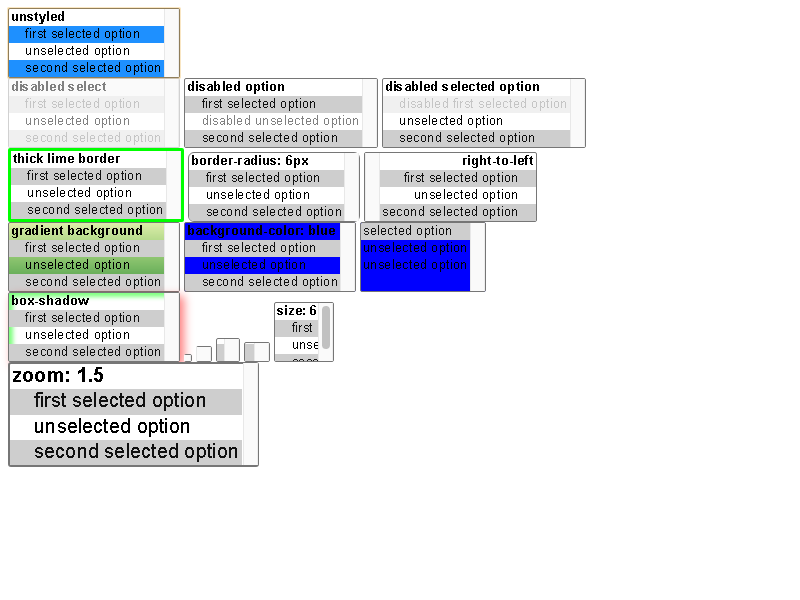 unstyled
first selected option
unselected option
second selected option
disabled select
first selected option
unselected option
second selected option
disabled option
first selected option
disabled unselected option
second selected option
disabled selected option
disabled first selected option
unselected option
second selected option
thick lime border
first selected option
unselected option
second selected option
border-radius: 6px
first selected option
unselected option
second selected option
right-to-left
first selected option
unselected option
second selected option
gradient background
first selected option
unselected option
second selected option
background-color: blue
first selected option
unselected option
second selected option
selected option
unselected option
unselected option
box-shadow
first selected option
unselected option
second selected option
size: 6
first
unse
zoom: 1.5
first selected option
unselected option
second selected option